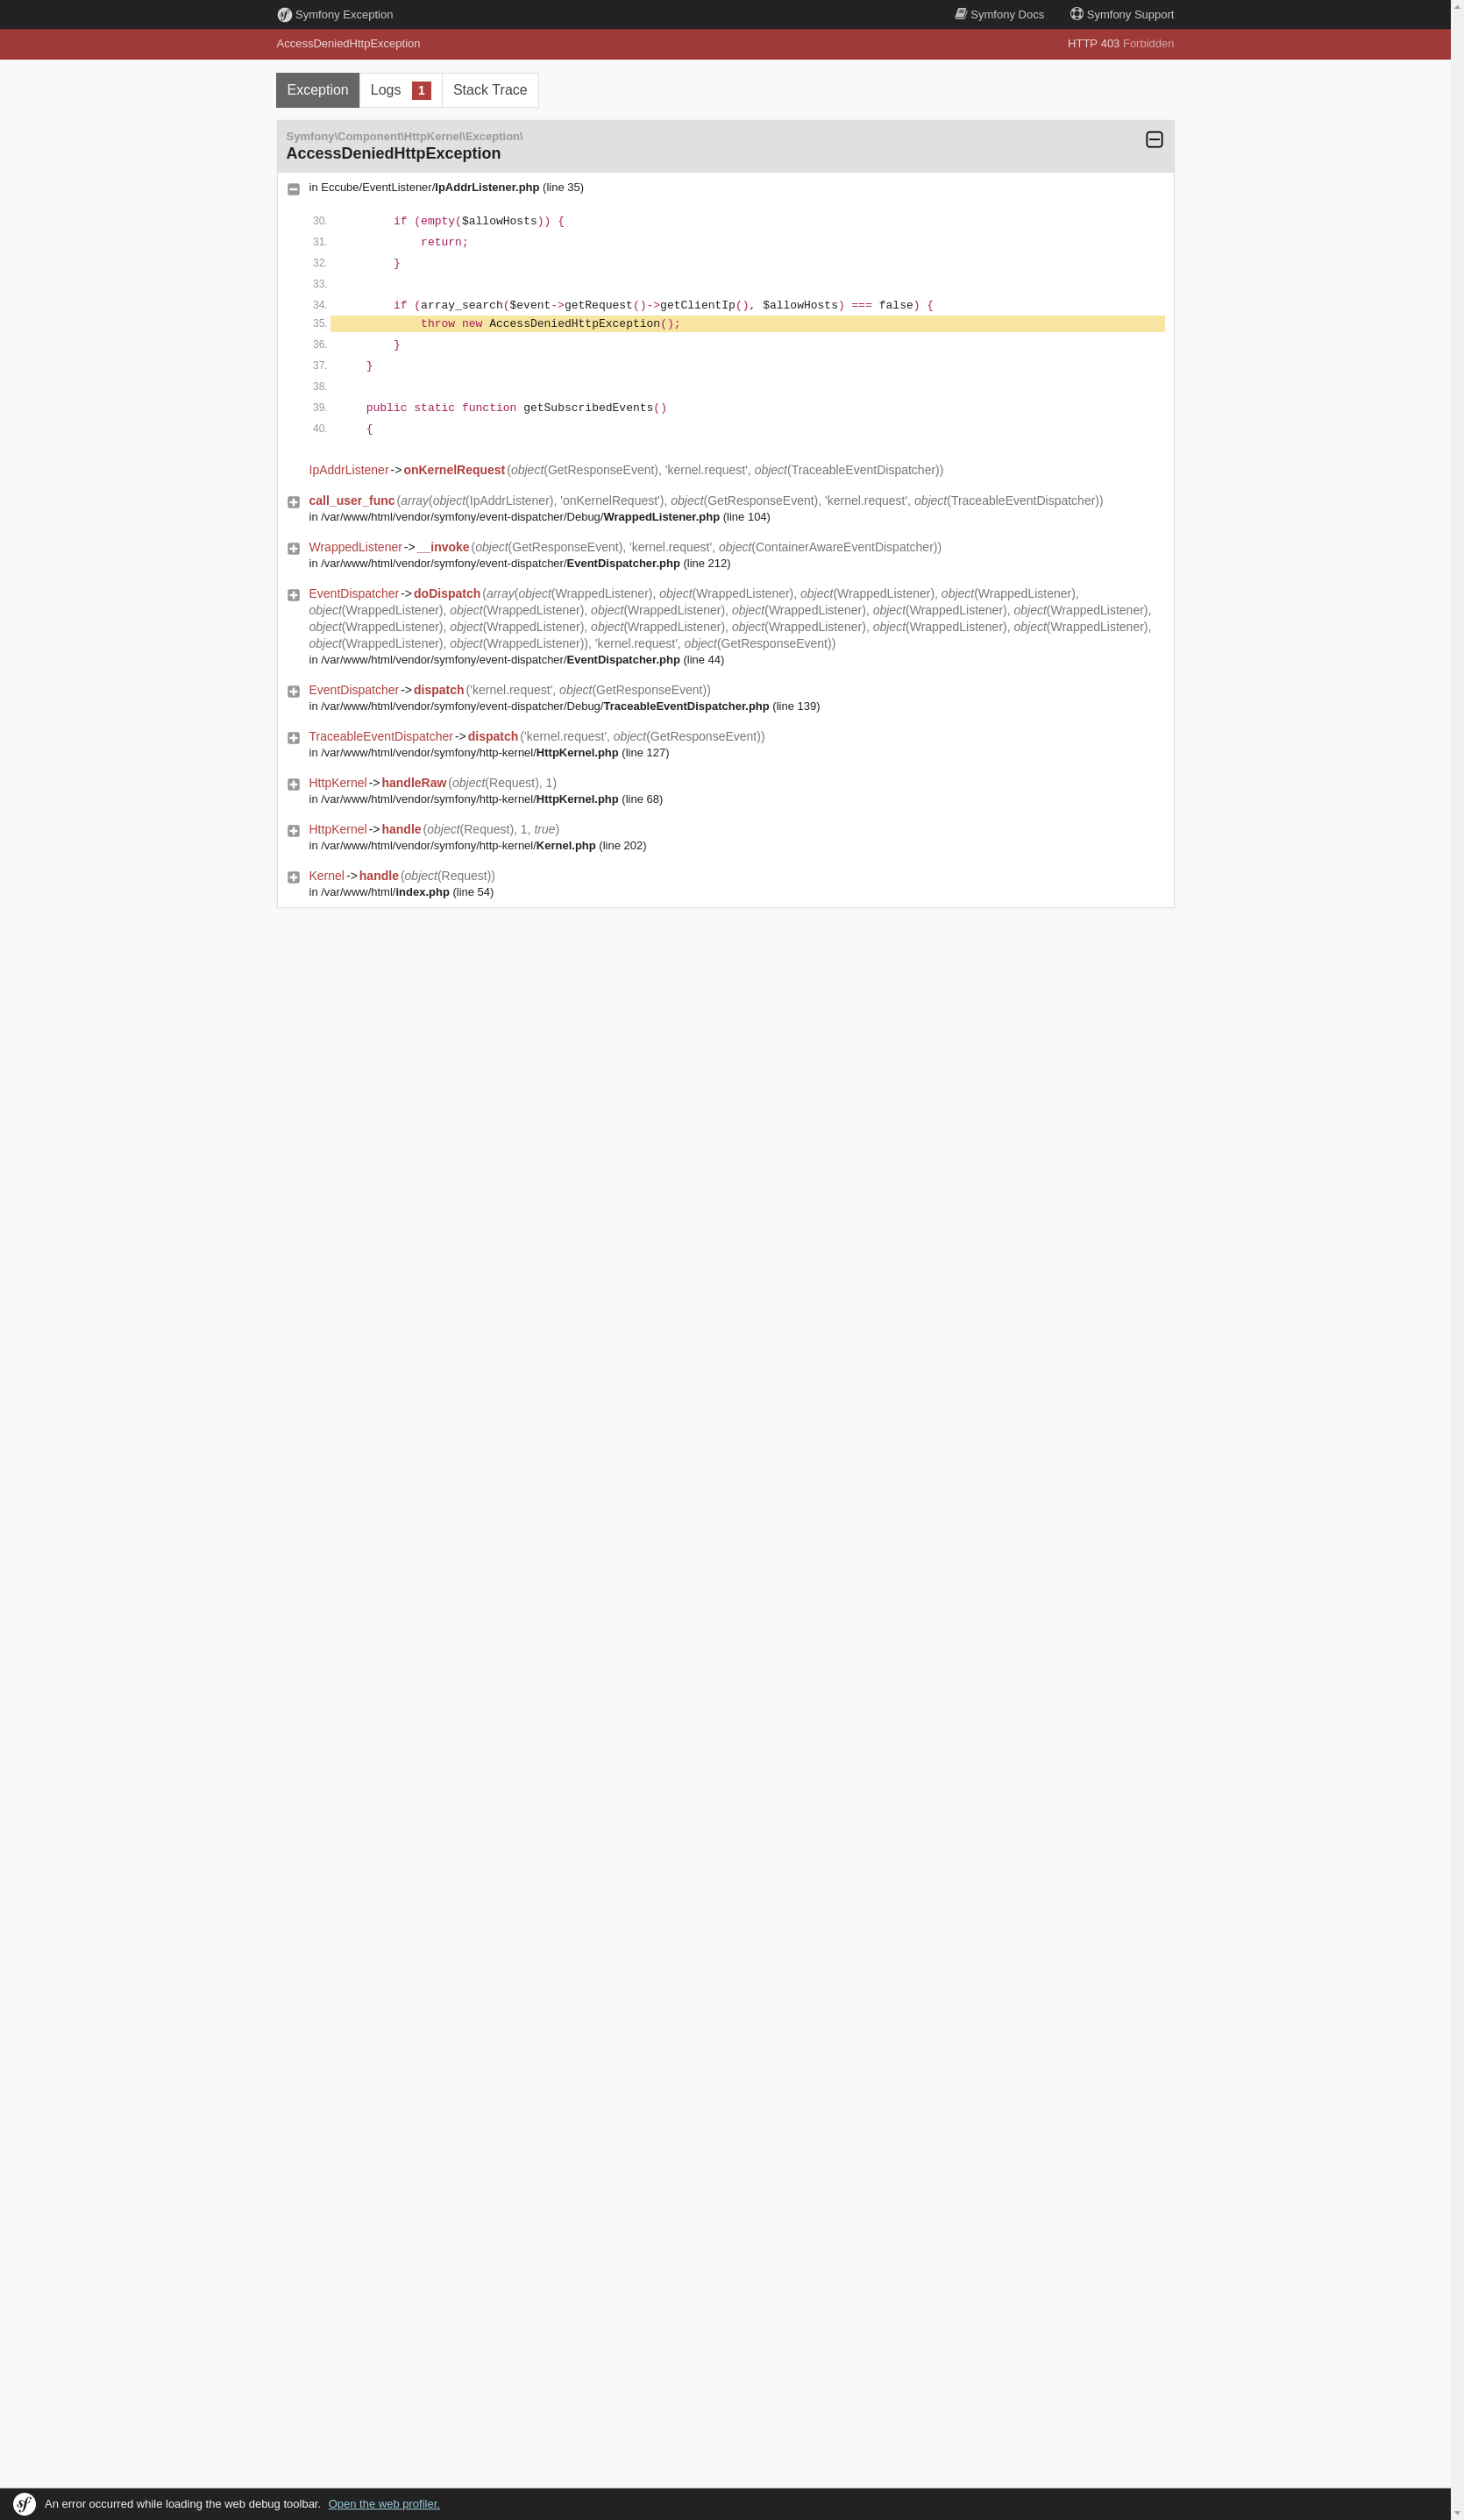 Symfony Exception
Symfony Docs
Symfony Support
AccessDeniedHttpException
HTTP 403 Forbidden
Exception
Logs 1
Stack Trace
Symfony\Component\HttpKernel\Exception\
AccessDeniedHttpException
in Eccube/EventListener/IpAddrListener.php (line 35)
30.         if (empty($allowHosts)) {
31.             return;
32.         }
33.
34.         if (array_search($event->getRequest()->getClientIp(), $allowHosts) === false) {
35.             throw new AccessDeniedHttpException();
36.         }
37.     }
38.
39.     public static function getSubscribedEvents()
40.     {
IpAddrListener->onKernelRequest(object(GetResponseEvent), 'kernel.request', object(TraceableEventDispatcher))
call_user_func(array(object(IpAddrListener), 'onKernelRequest'), object(GetResponseEvent), 'kernel.request', object(TraceableEventDispatcher))
in /var/www/html/vendor/symfony/event-dispatcher/Debug/WrappedListener.php (line 104)
WrappedListener->__invoke(object(GetResponseEvent), 'kernel.request', object(ContainerAwareEventDispatcher))
in /var/www/html/vendor/symfony/event-dispatcher/EventDispatcher.php (line 212)
EventDispatcher->doDispatch(array(object(WrappedListener), object(WrappedListener), object(WrappedListener), object(WrappedListener),
object(WrappedListener), object(WrappedListener), object(WrappedListener), object(WrappedListener), object(WrappedListener), object(WrappedListener),
object(WrappedListener), object(WrappedListener), object(WrappedListener), object(WrappedListener), object(WrappedListener), object(WrappedListener),
object(WrappedListener), object(WrappedListener)), 'kernel.request', object(GetResponseEvent))
in /var/www/html/vendor/symfony/event-dispatcher/EventDispatcher.php (line 44)
EventDispatcher->dispatch('kernel.request', object(GetResponseEvent))
in /var/www/html/vendor/symfony/event-dispatcher/Debug/TraceableEventDispatcher.php (line 139)
TraceableEventDispatcher->dispatch('kernel.request', object(GetResponseEvent))
in /var/www/html/vendor/symfony/http-kernel/HttpKernel.php (line 127)
HttpKernel->handleRaw(object(Request), 1)
in /var/www/html/vendor/symfony/http-kernel/HttpKernel.php (line 68)
HttpKernel->handle(object(Request), 1, true)
in /var/www/html/vendor/symfony/http-kernel/Kernel.php (line 202)
Kernel->handle(object(Request))
in /var/www/html/index.php (line 54)
An error occurred while loading the web debug toolbar. Open the web profiler.